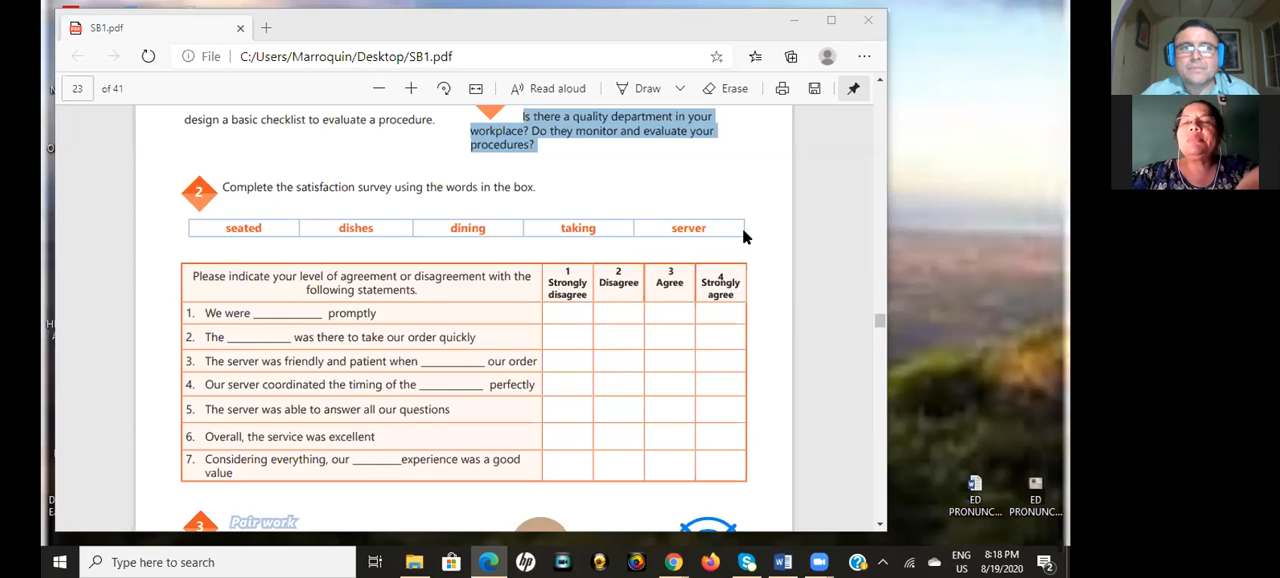 SB1.pdf
File C:/Users/Marroquin/Desktop/SB1.pdf
23 of 41 Read aloud Draw Erase
design a basic checklist to evaluate a procedure.
Is there a quality department in your
workplace? Do they monitor and evaluate your
procedures?
2 Complete the satisfaction survey using the words in the box.
seated dishes dining taking server
Please indicate your level of agreement or disagreement with the
following statements.
1 Strongly disagree
2 Disagree
3 Agree
4 Strongly agree
1. We were ____________ promptly
2. The ___________ was there to take our order quickly
3. The server was friendly and patient when ___________ our order
4. Our server coordinated the timing of the ___________ perfectly
5. The server was able to answer all our questions
6. Overall, the service was excellent
7. Considering everything, our ________experience was a good
value
3 Pair work
ED ED
PRONUNC... PRONUNC...
Type here to search
ENG 8:18 PM
US 8/19/2020
2